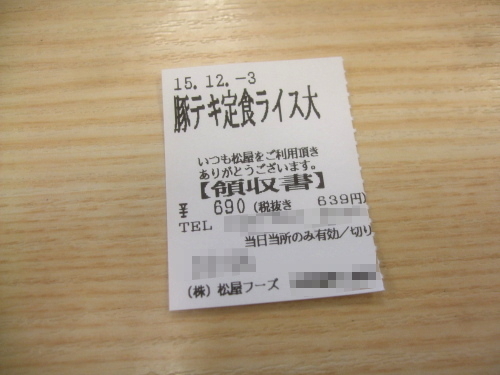 15.12.-3
豚テキ定食ライス大
いつも松屋をご利用頂き
ありがとうございます。
【領収書】
¥ 690 (税抜き 639円)
TEL
当日当所のみ有効/切り
(株) 松屋フーズ